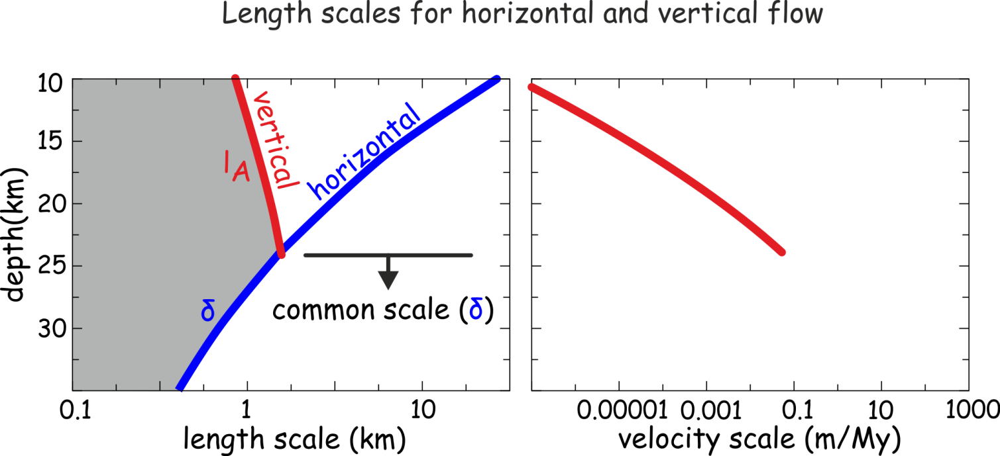 Length scales for horizontal and vertical flow
10
15
20
25
30
depth(km)
vertical
lA
horizontal
δ
common scale (δ)
0.1
1
10
length scale (km)
0.00001
0.001
0.1
10
1000
velocity scale (m/My)